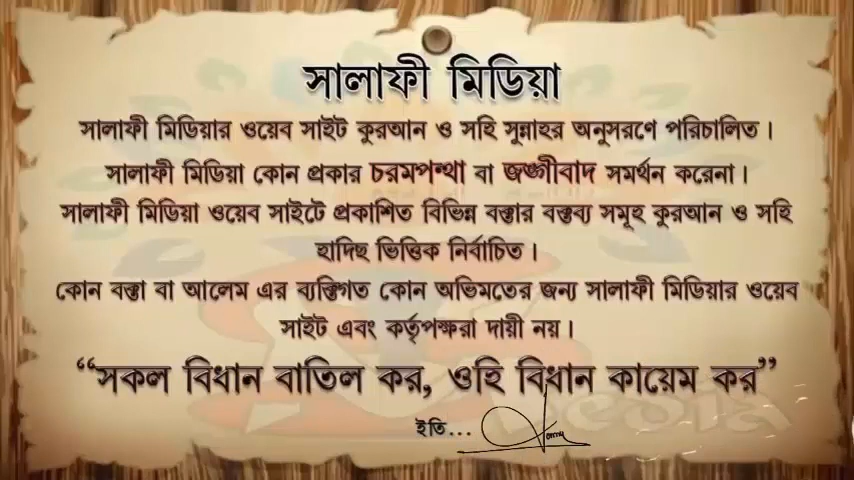 সালাফী মিডিয়া
সালাফী মিডিয়ার ওয়েব সাইট কুরআন ও সহি সুন্নাহর অনুসরণে পরিচালিত।
সালাফী মিডিয়া কোন প্রকার চরমপন্থা বা জঙ্গীবাদ সমর্থন করেনা।
সালাফী মিডিয়া ওয়েব সাইটে প্রকাশিত বিভিন্ন বক্তার বক্তব্য সমূহ কুরআন ও সহি
হাদিছ ভিত্তিক নির্বাচিত।
কোন বক্তা বা আলেম এর ব্যক্তিগত কোন অভিমতের জন্য সালাফী মিডিয়ার ওয়েব
সাইট এবং কর্তৃপক্ষরা দায়ী নয়।
“সকল বিধান বাতিল কর, ওহি বিধান কায়েম কর”
ইতি...